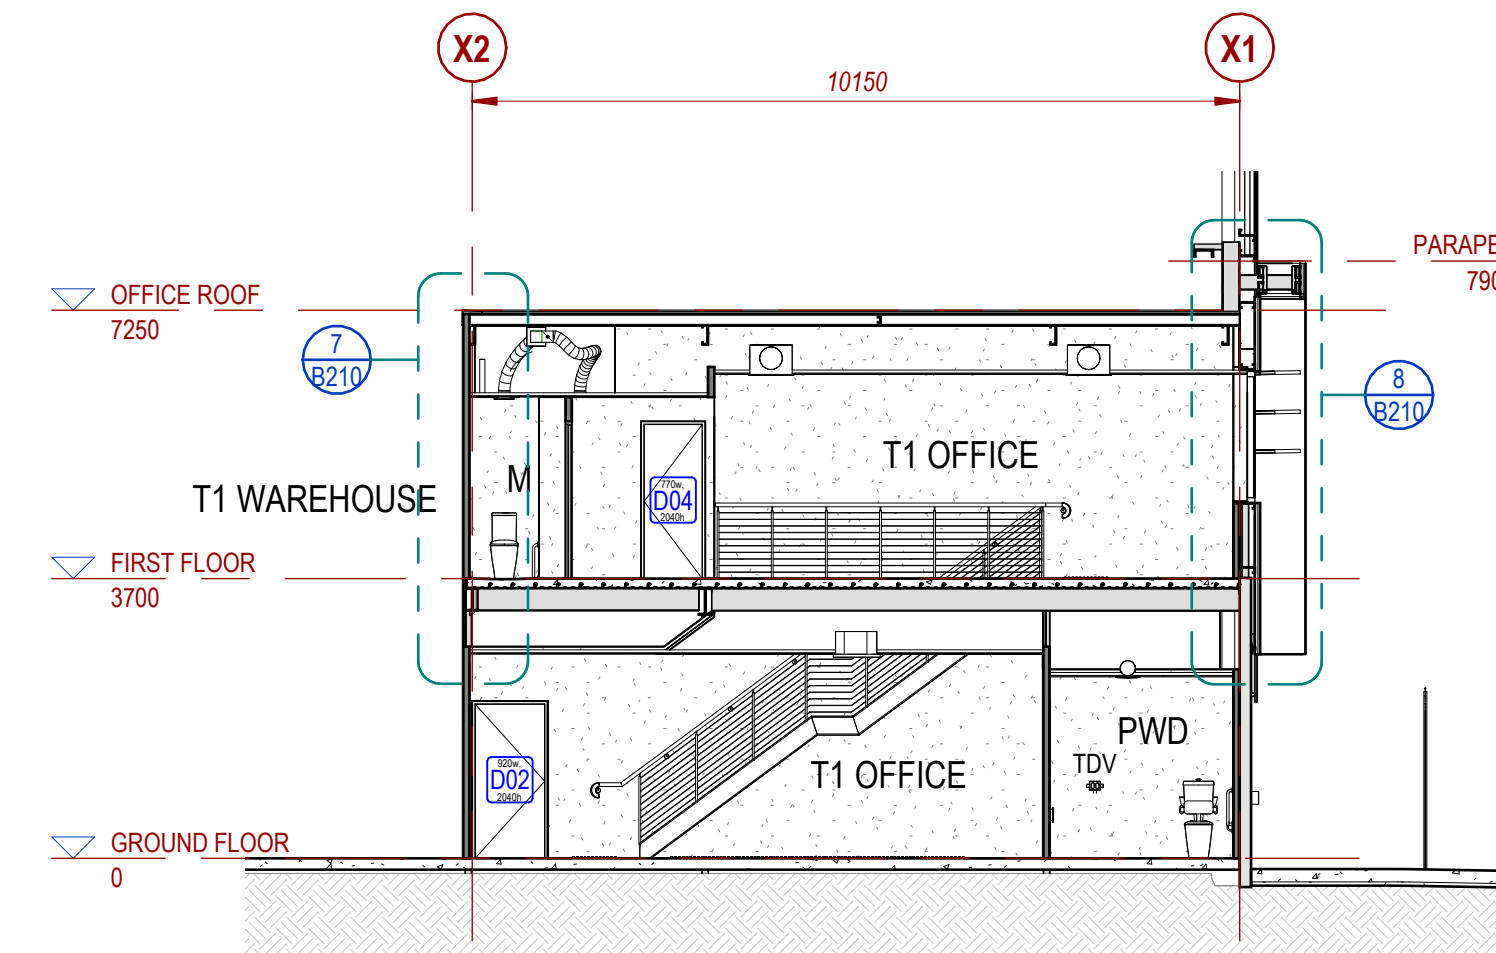 X2
X1
10150
PARAPE
790
OFFICE ROOF
7250
7
B210
8
B210
T1 OFFICE
M
T1 WAREHOUSE
770w,
D04
2040h
FIRST FLOOR
3700
PWD
TDV
T1 OFFICE
920w,
D02
2040h
GROUND FLOOR
0